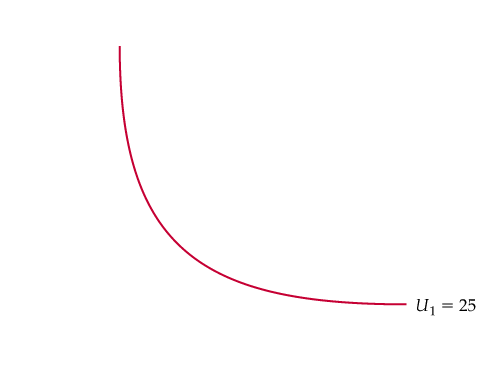 U₁ = 25